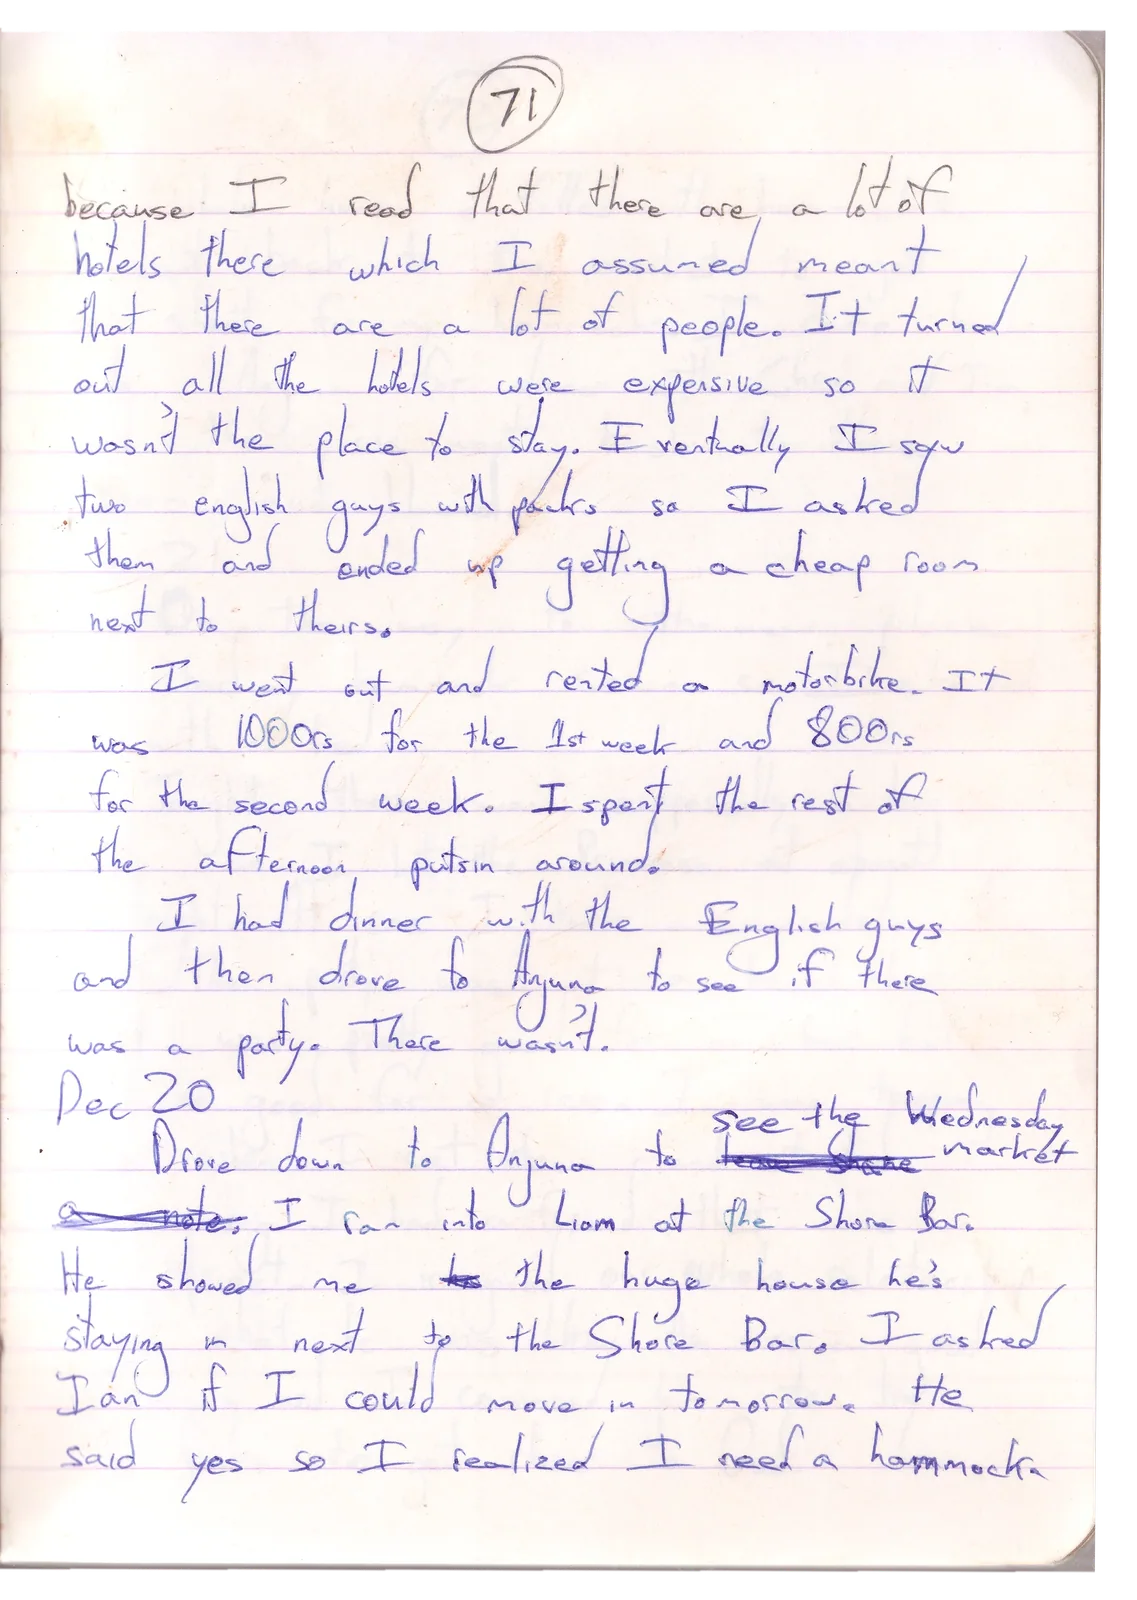 71
because I read that there are a lot of
hotels there which I assumed meant
that there are a lot of people. It turned
out all the hotels were expensive so it
wasn't the place to stay. Eventually I saw
two english guys with packs so I asked
them and ended up getting a cheap room
next to theirs.
I went out and rented a motorbike. It
was 1000rs for the 1st week and 800rs
for the second week. I spent the rest of
the afternoon putsin around.
I had dinner with the English guys
and then drove to Anjuna to see if there
was a party. There wasn't.
Dec 20
see the Wednesday
Drove down to Anjuna to leave Shane market
a note. I ran into Liam at the Shore Bar.
He showed me his the huge house he's
staying in next to the Shore Bar. I asked
Ian if I could move in tomorrow. He
said yes so I realized I need a hammock.